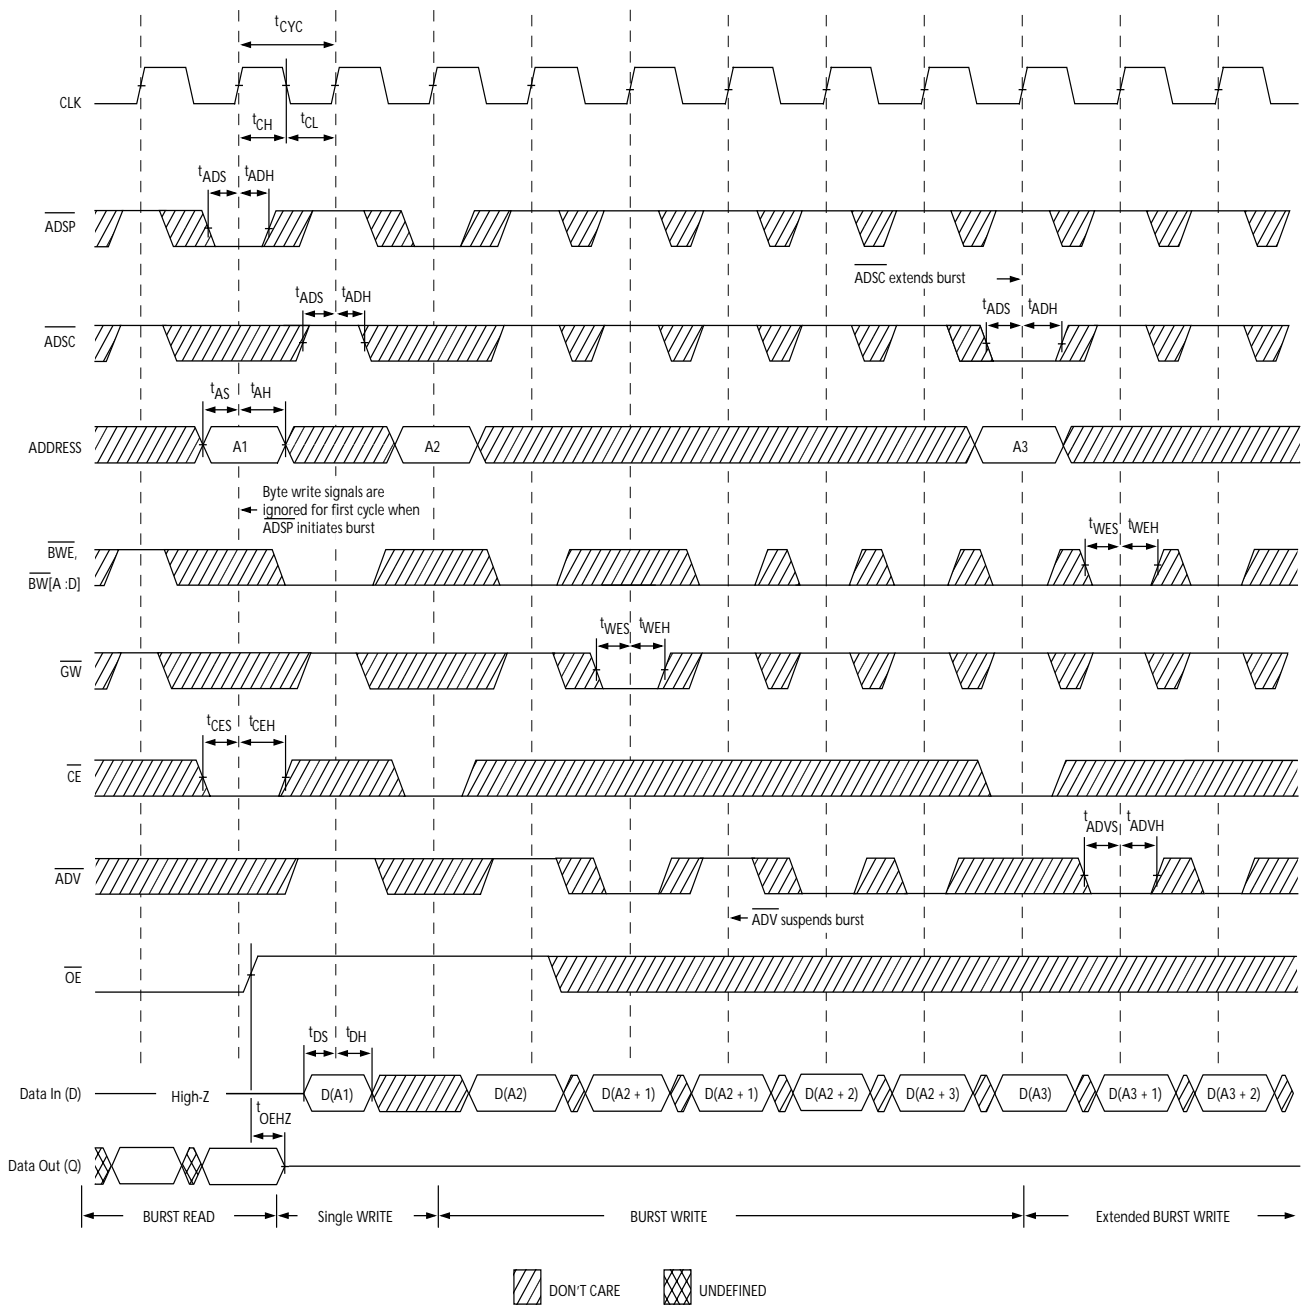 tCYC
CLK
tCH
tCL
tADS
tADH
ADSP
ADSC extends burst
tADS
tADH
tADS
tADH
ADSC
tAS
tAH
ADDRESS
A1
A2
A3
Byte write signals are
ignored for first cycle when
ADSP initiates burst
tWES
tWEH
BWE,
BW[A :D]
tWES
tWEH
GW
tCES
tCEH
CE
tADVS
tADVH
ADV
ADV suspends burst
OE
tDS
tDH
Data In (D)
High-Z
D(A1)
D(A2)
D(A2 + 1)
D(A2 + 1)
D(A2 + 2)
D(A2 + 3)
D(A3)
D(A3 + 1)
D(A3 + 2)
tOEHZ
Data Out (Q)
BURST READ
Single WRITE
BURST WRITE
Extended BURST WRITE
DON'T CARE
UNDEFINED